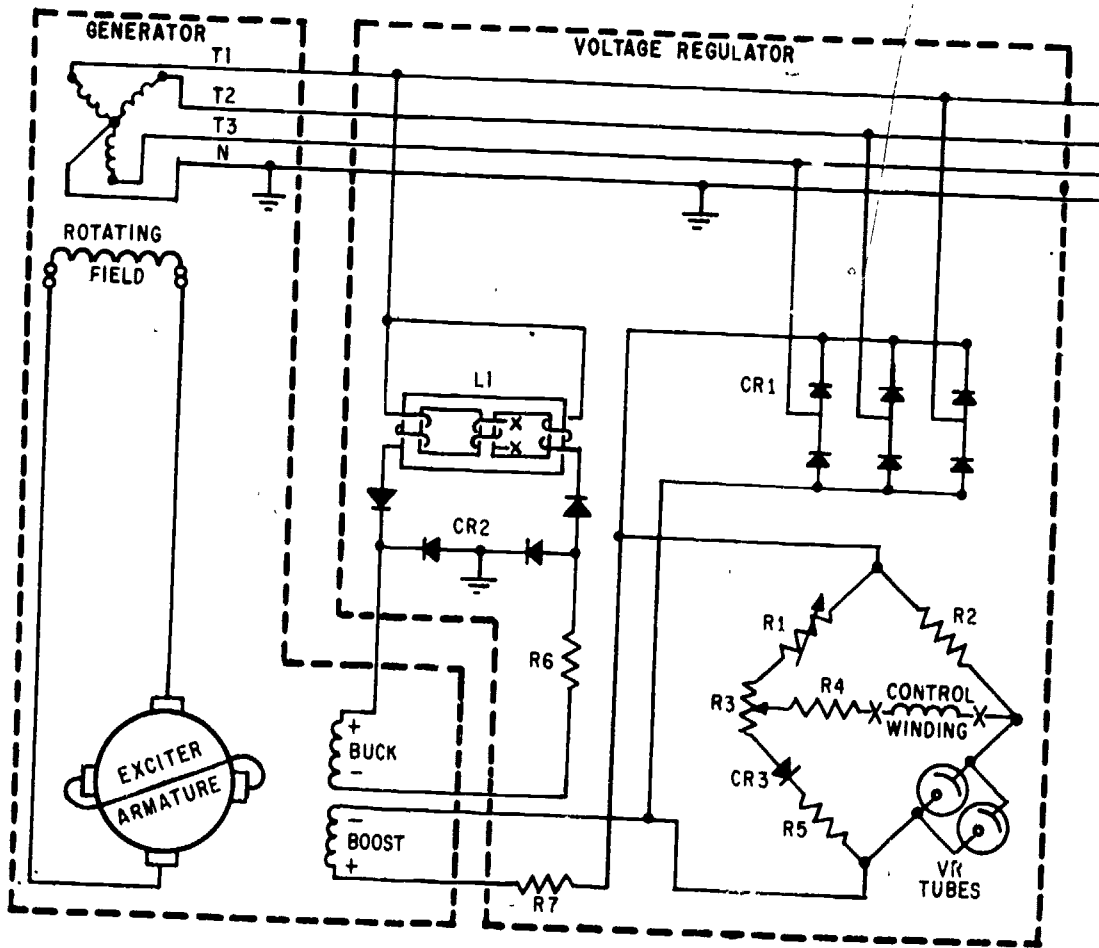 GENERATOR
VOLTAGE REGULATOR
T1
T2
T3
N
ROTATING
FIELD
L1
CR1
X
X
CR2
R1
R2
R6
R3
R4
CONTROL
X
X
WINDING
+
BUCK
-
EXCITER
ARMATURE
CR3
R5
-
BOOST
+
R7
VR
TUBES